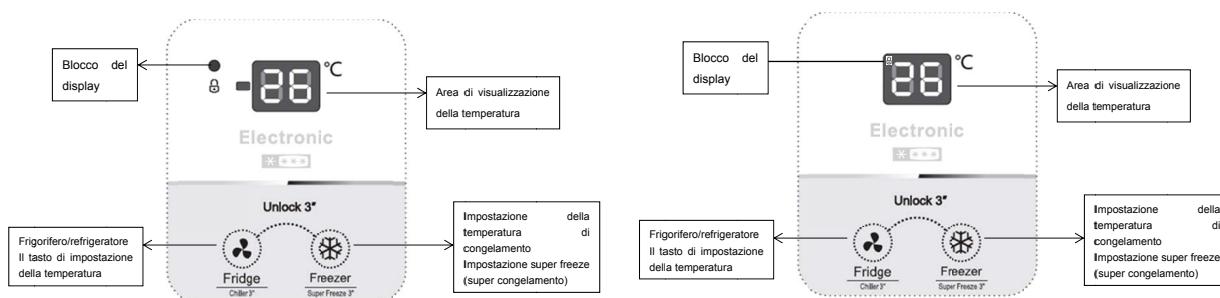 Blocco del
display
26 °C
Area di visualizzazione
della temperatura
Electronic
Unlock 3"
Frigorifero/refrigeratore
Il tasto di impostazione
della temperatura
Fridge
Chiller 3"
Freezer
Super Freeze 3"
Impostazione della
temperatura di
congelamento
Impostazione super freeze
(super congelamento)
Blocco del
display
26 °C
Area di visualizzazione
della temperatura
Electronic
Unlock 3"
Frigorifero/refrigeratore
Il tasto di impostazione
della temperatura
Fridge
Chiller 3"
Freezer
Super Freeze 3"
Impostazione della
temperatura di
congelamento
Impostazione super freeze
(super congelamento)